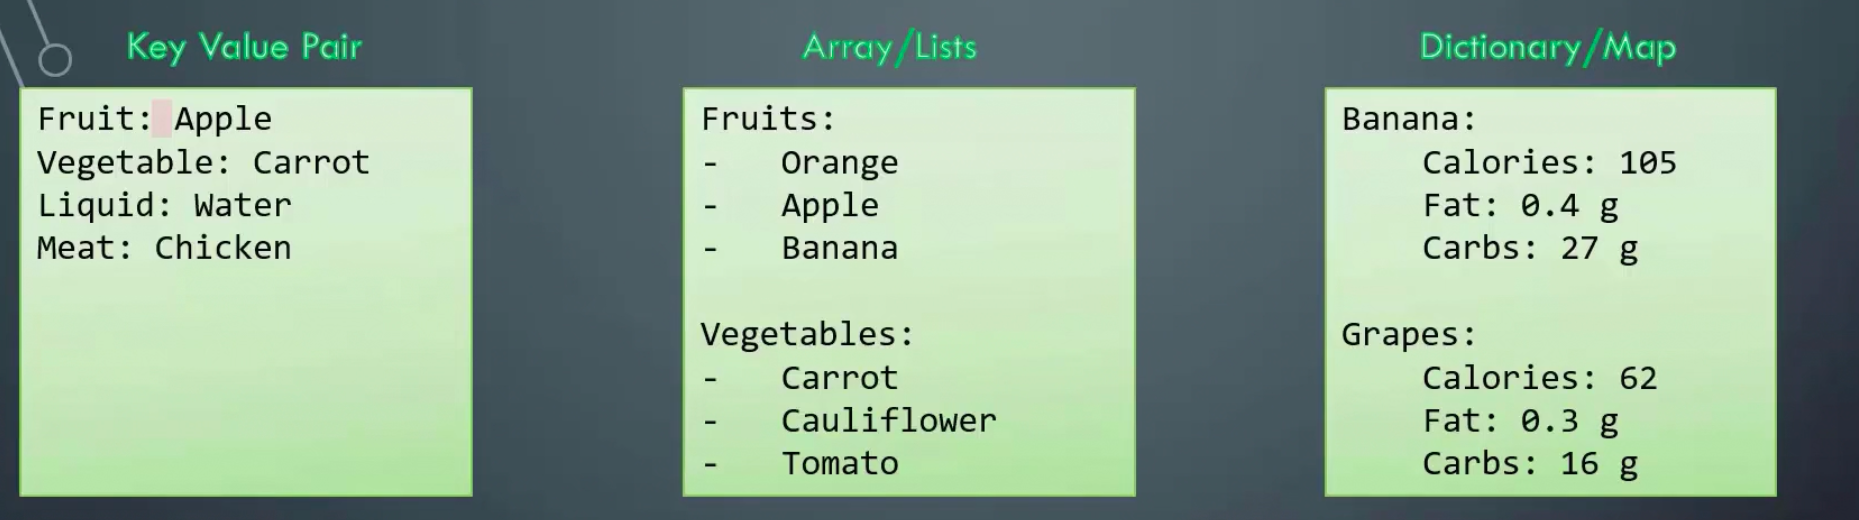 Key Value Pair
Fruit: Apple
Vegetable: Carrot
Liquid: Water
Meat: Chicken
Array/Lists
Fruits:
- Orange
- Apple
- Banana
Vegetables:
- Carrot
- Cauliflower
- Tomato
Dictionary/Map
Banana:
Calories: 105
Fat: 0.4 g
Carbs: 27 g
Grapes:
Calories: 62
Fat: 0.3 g
Carbs: 16 g